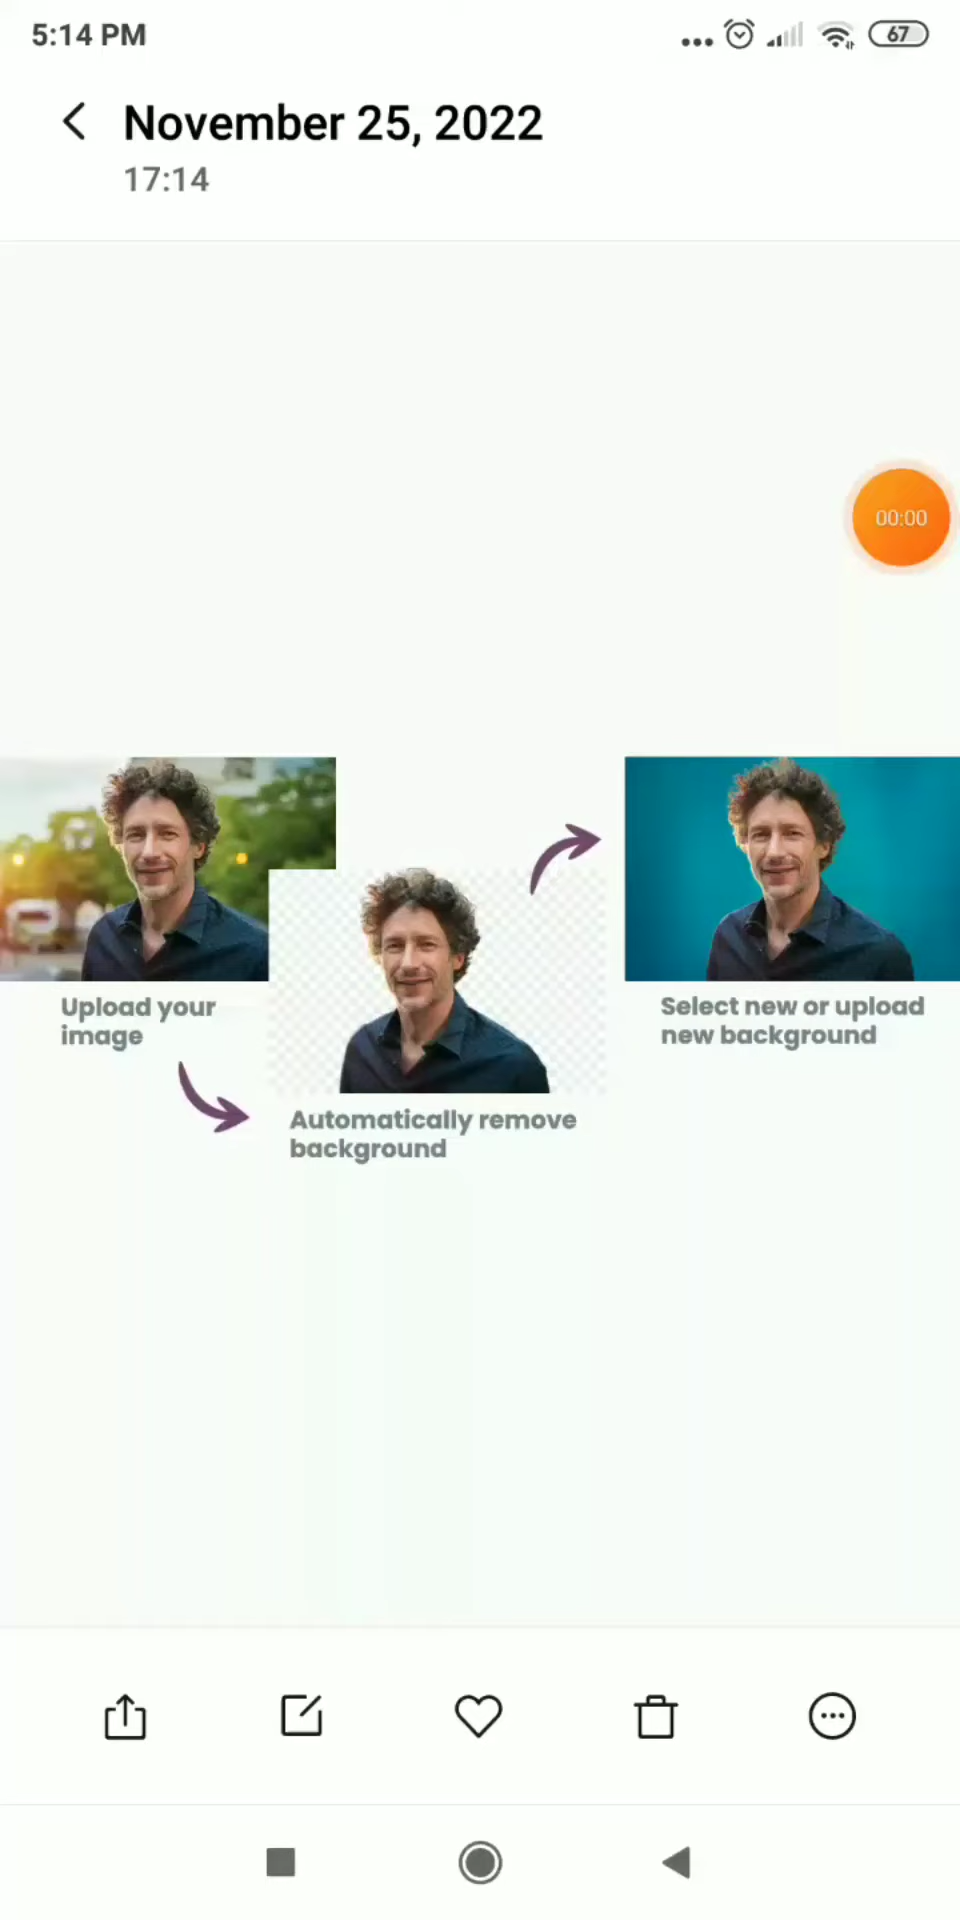 5:14 PM
67
November 25, 2022
17:14
00:00
Upload your
image
Automatically remove
background
Select new or upload
new background